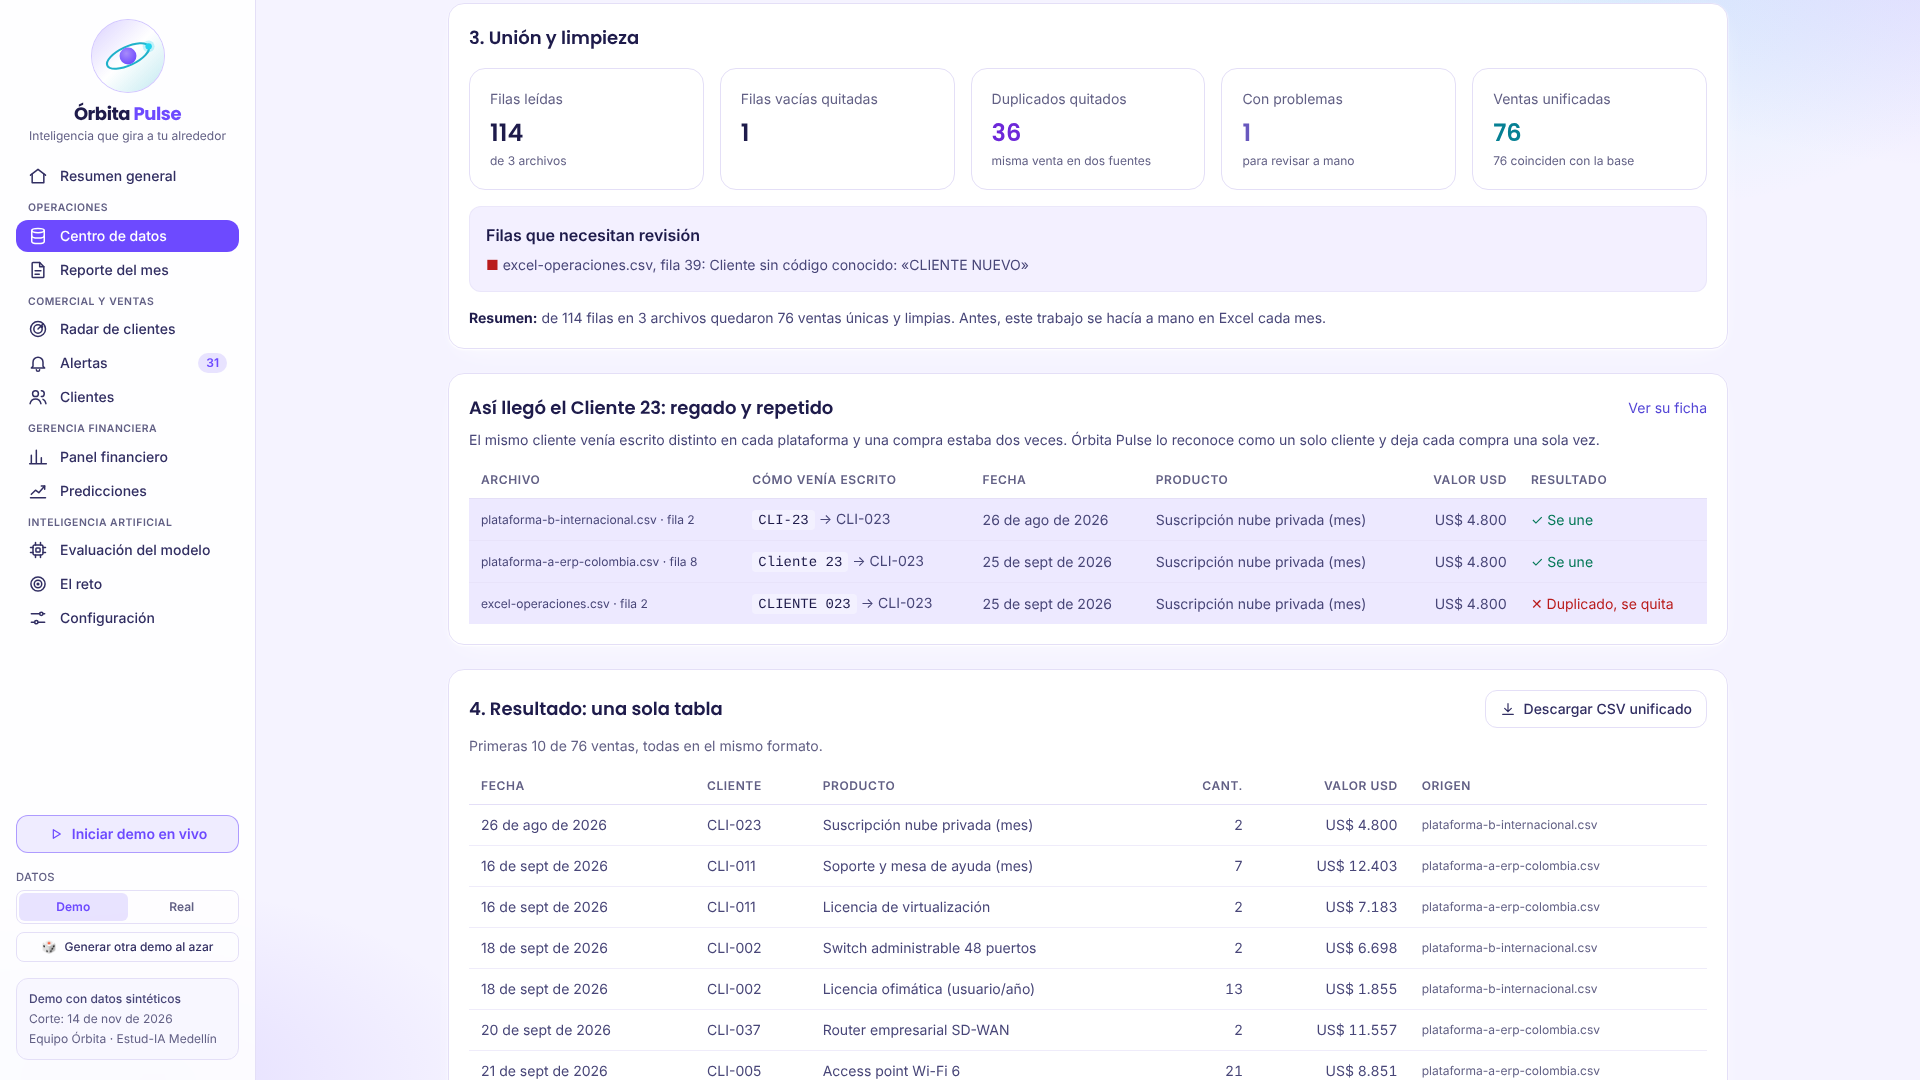 Órbita Pulse
Inteligencia que gira a tu alrededor
Resumen general
OPERACIONES
Centro de datos
Reporte del mes
COMERCIAL Y VENTAS
Radar de clientes
Alertas 31
Clientes
GERENCIA FINANCIERA
Panel financiero
Predicciones
INTELIGENCIA ARTIFICIAL
Evaluación del modelo
El reto
Configuración
Iniciar demo en vivo
DATOS
Demo Real
Generar otra demo al azar
Demo con datos sintéticos
Corte: 14 de nov de 2026
Equipo Órbita · Estud-IA Medellín
3. Unión y limpieza
Filas leídas
114
de 3 archivos
Filas vacías quitadas
1
Duplicados quitados
36
misma venta en dos fuentes
Con problemas
1
para revisar a mano
Ventas unificadas
76
76 coinciden con la base
Filas que necesitan revisión
excel-operaciones.csv, fila 39: Cliente sin código conocido: «CLIENTE NUEVO»
Resumen: de 114 filas en 3 archivos quedaron 76 ventas únicas y limpias. Antes, este trabajo se hacía a mano en Excel cada mes.
Así llegó el Cliente 23: regado y repetido
Ver su ficha
El mismo cliente venía escrito distinto en cada plataforma y una compra estaba dos veces. Órbita Pulse lo reconoce como un solo cliente y deja cada compra una sola vez.
ARCHIVO CÓMO VENÍA ESCRITO FECHA PRODUCTO VALOR USD RESULTADO
plataforma-b-internacional.csv · fila 2 CLI-23 → CLI-023 26 de ago de 2026 Suscripción nube privada (mes) US$ 4.800 ✓ Se une
plataforma-a-erp-colombia.csv · fila 8 Cliente 23 → CLI-023 25 de sept de 2026 Suscripción nube privada (mes) US$ 4.800 ✓ Se une
excel-operaciones.csv · fila 2 CLIENTE 023 → CLI-023 25 de sept de 2026 Suscripción nube privada (mes) US$ 4.800 ✕ Duplicado, se quita
4. Resultado: una sola tabla
Descargar CSV unificado
Primeras 10 de 76 ventas, todas en el mismo formato.
FECHA CLIENTE PRODUCTO CANT. VALOR USD ORIGEN
26 de ago de 2026 CLI-023 Suscripción nube privada (mes) 2 US$ 4.800 plataforma-b-internacional.csv
16 de sept de 2026 CLI-011 Soporte y mesa de ayuda (mes) 7 US$ 12.403 plataforma-a-erp-colombia.csv
16 de sept de 2026 CLI-011 Licencia de virtualización 2 US$ 7.183 plataforma-a-erp-colombia.csv
18 de sept de 2026 CLI-002 Switch administrable 48 puertos 2 US$ 6.698 plataforma-b-internacional.csv
18 de sept de 2026 CLI-002 Licencia ofimática (usuario/año) 13 US$ 1.855 plataforma-b-internacional.csv
20 de sept de 2026 CLI-037 Router empresarial SD-WAN 2 US$ 11.557 plataforma-a-erp-colombia.csv
21 de sept de 2026 CLI-005 Access point Wi-Fi 6 21 US$ 8.851 plataforma-a-erp-colombia.csv